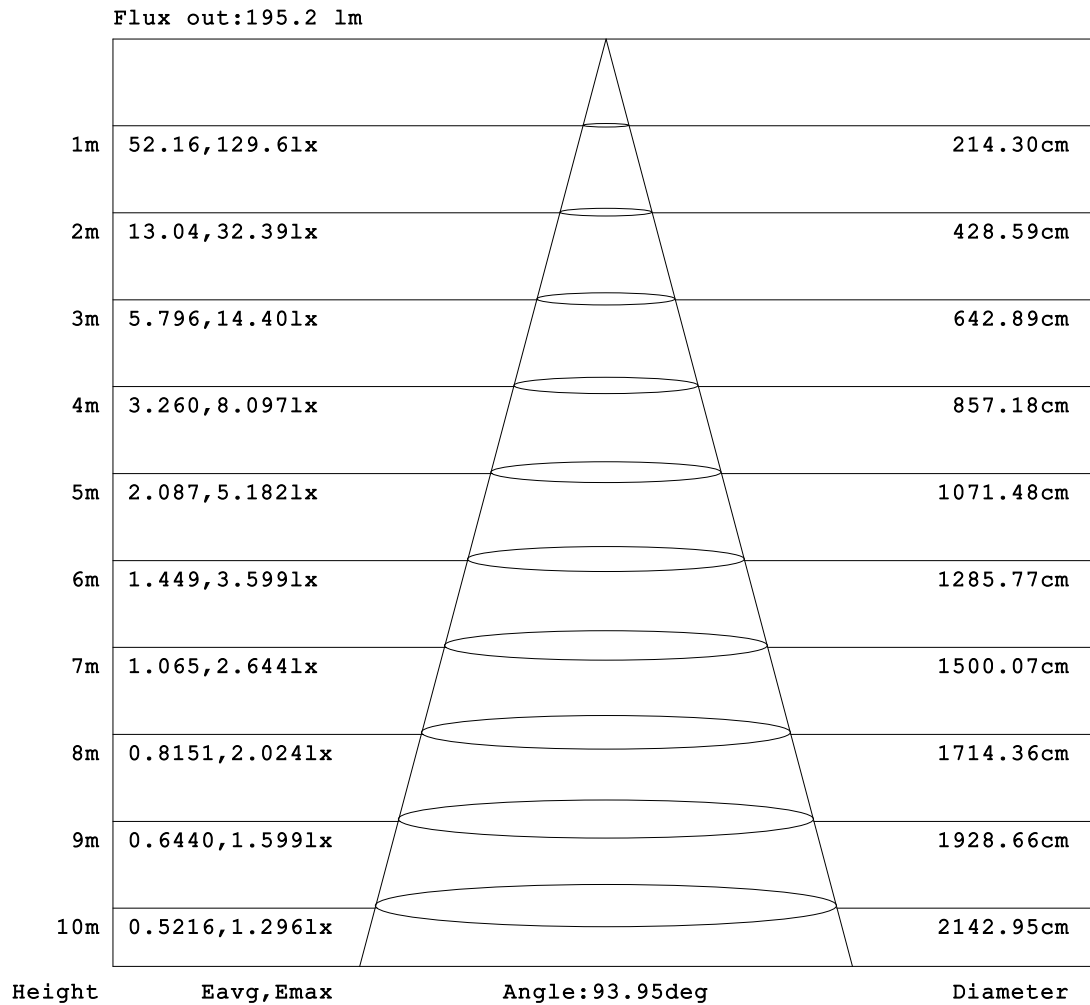 Flux out:195.2 lm
1m 52.16,129.6lx 214.30cm
2m 13.04,32.39lx 428.59cm
3m 5.796,14.40lx 642.89cm
4m 3.260,8.097lx 857.18cm
5m 2.087,5.182lx 1071.48cm
6m 1.449,3.599lx 1285.77cm
7m 1.065,2.644lx 1500.07cm
8m 0.8151,2.024lx 1714.36cm
9m 0.6440,1.599lx 1928.66cm
10m 0.5216,1.296lx 2142.95cm
Height Eavg,Emax Angle:93.95deg Diameter